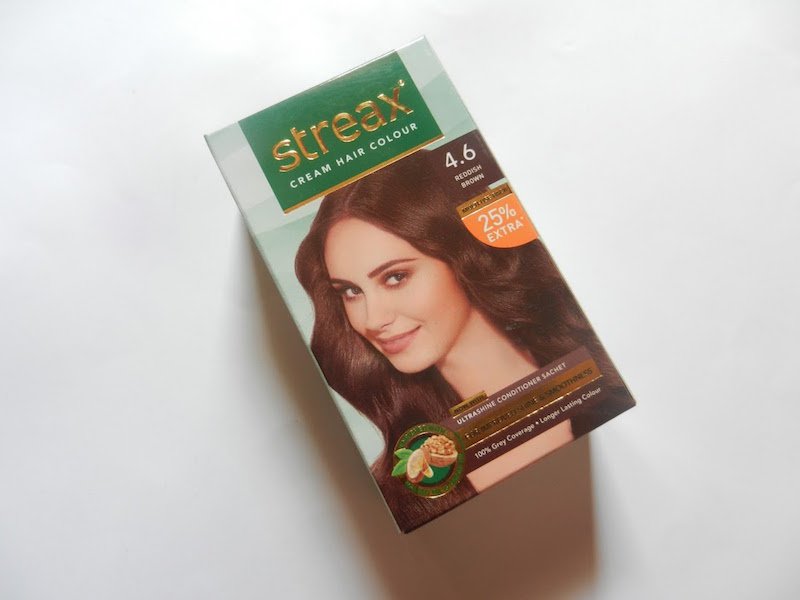 streax
CREAM HAIR COLOUR
4.6
REDDISH
BROWN
25%
EXTRA*
ULTRASHINE CONDITIONER SACHET
SHINE & SMOOTHNESS
100% Grey Coverage • Longer Lasting Colour